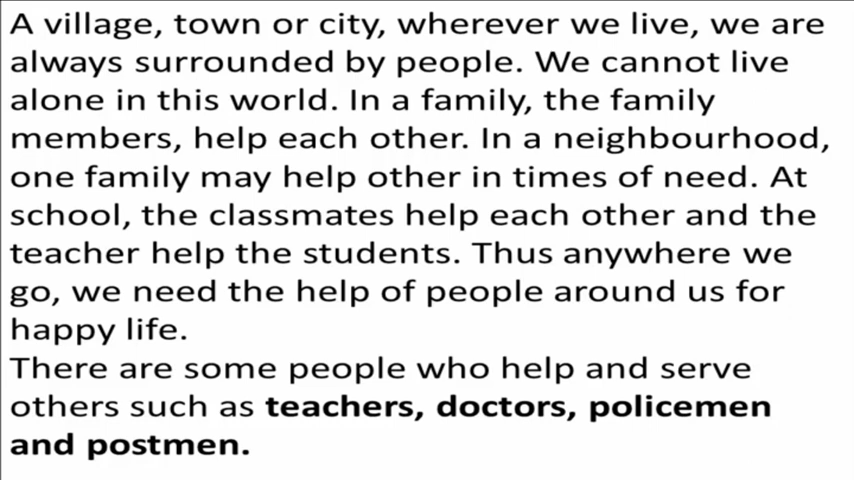 A village, town or city, wherever we live, we are
always surrounded by people. We cannot live
alone in this world. In a family, the family
members, help each other. In a neighbourhood,
one family may help other in times of need. At
school, the classmates help each other and the
teacher help the students. Thus anywhere we
go, we need the help of people around us for
happy life.
There are some people who help and serve
others such as teachers, doctors, policemen
and postmen.